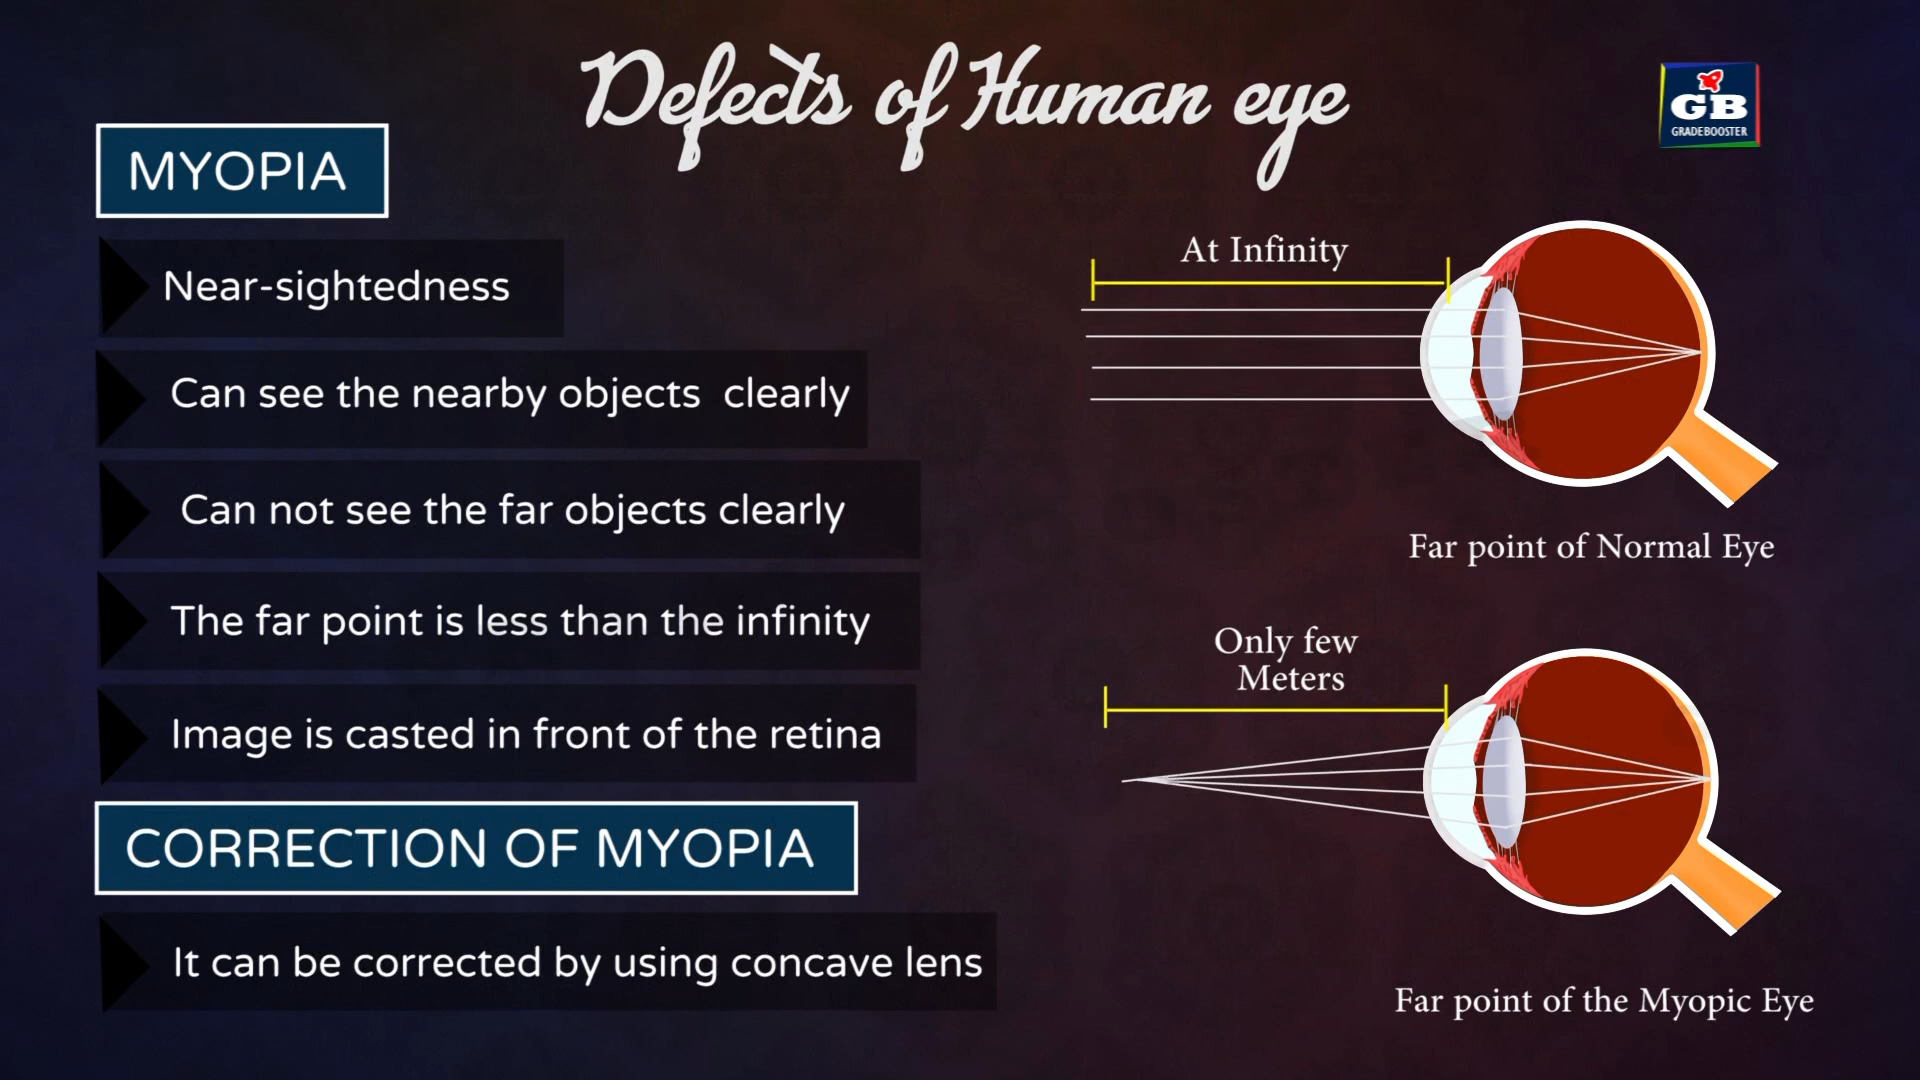 Defects of Human eye
GB
GRADEBOOSTER
MYOPIA
Near-sightedness
Can see the nearby objects clearly
Can not see the far objects clearly
The far point is less than the infinity
Image is casted in front of the retina
CORRECTION OF MYOPIA
It can be corrected by using concave lens
At Infinity
Far point of Normal Eye
Only few
Meters
Far point of the Myopic Eye